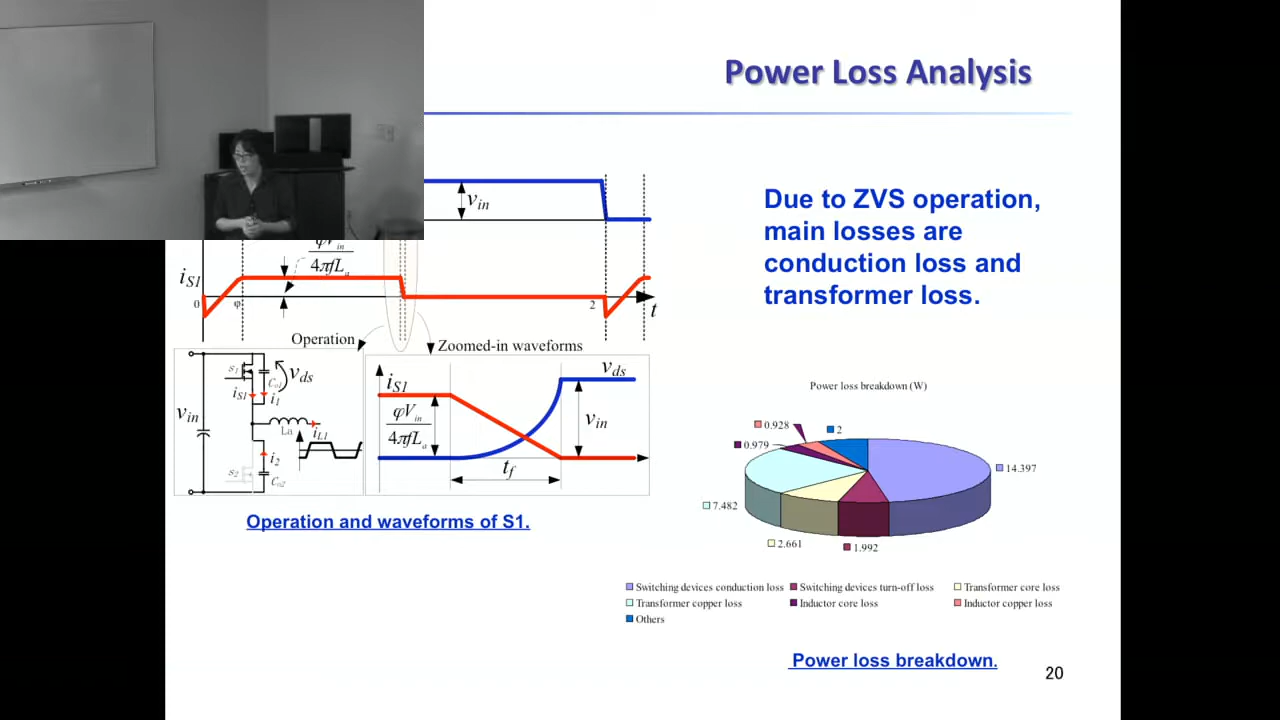 Power Loss Analysis
Due to ZVS operation,
main losses are
conduction loss and
transformer loss.
v_in
φV_in
4πfL_a
i_S1
0
φ
2
t
Operation
Zoomed-in waveforms
S1
C_o1
v_ds
i_S1
i_1
v_in
La
i_L1
i_2
S2
C_o2
i_S1
v_ds
φV_in
4πfL_a
v_in
t_f
Operation and waveforms of S1.
Power loss breakdown (W)
0.928
2
0.979
14.397
7.482
2.661
1.992
Switching devices conduction loss
Switching devices turn-off loss
Transformer core loss
Transformer copper loss
Inductor core loss
Inductor copper loss
Others
Power loss breakdown.
20